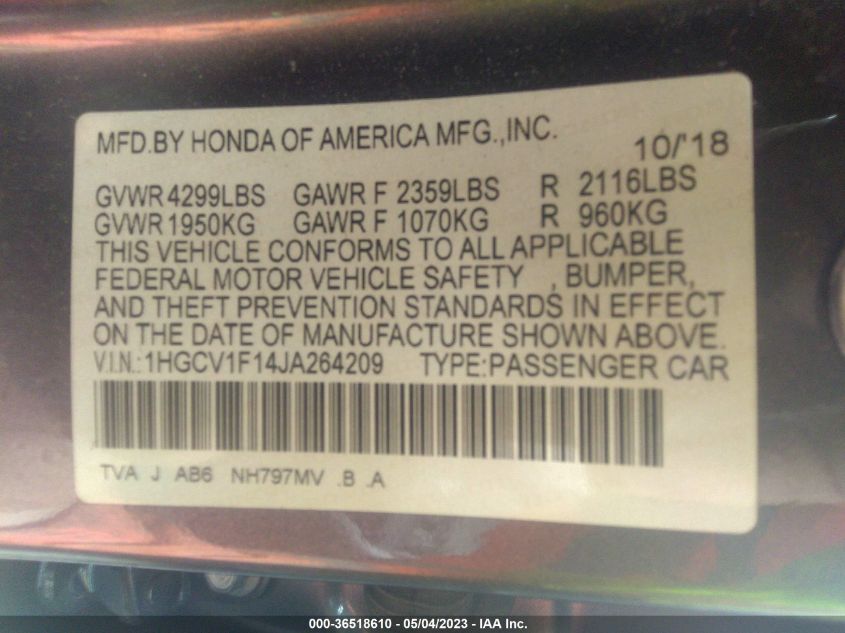 MFD.BY HONDA OF AMERICA MFG.,INC. 10/'18
GVWR 4299LBS GAWR F 2359LBS R 2116LBS
GVWR 1950KG GAWR F 1070KG R 960KG
THIS VEHICLE CONFORMS TO ALL APPLICABLE
FEDERAL MOTOR VEHICLE SAFETY , BUMPER,
AND THEFT PREVENTION STANDARDS IN EFFECT
ON THE DATE OF MANUFACTURE SHOWN ABOVE.
V.I.N.:1HGCV1F14JA264209 TYPE:PASSENGER CAR
TVA J AB6 NH797MV .B .A
000-36518610 - 05/04/2023 - IAA Inc.